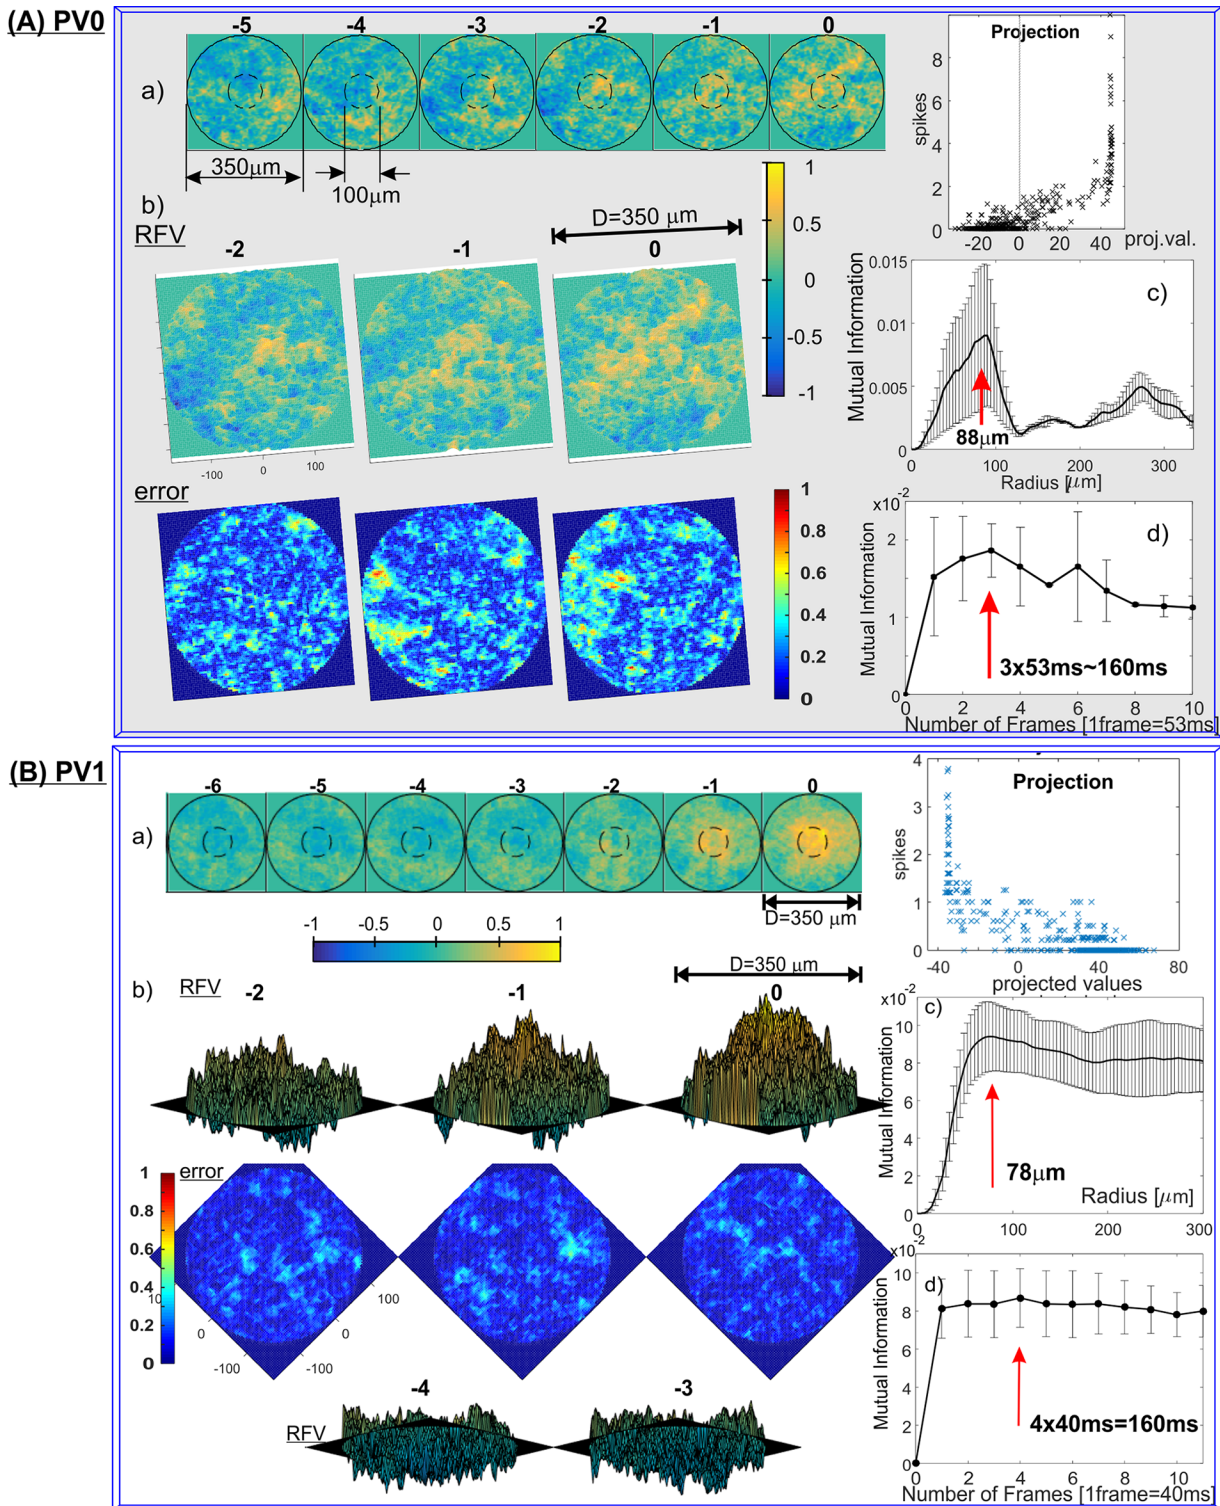 (A) PV0
-5 -4 -3 -2 -1 0
a)
350μm
100μm
Projection
spikes
8
6
4
2
0
-20 0 20 40 proj.val.
b)
RFV
D=350 μm
-2 -1 0
1
0.5
0
-0.5
-1
-100 0 100
c)
Mutual Information
0.015
0.01
0.005
0
88μm
0 100 200 300
Radius [μm]
error
1
0.8
0.6
0.4
0.2
0
x10-2
d)
Mutual Information
2
1
0
3x53ms~160ms
0 2 4 6 8 10
Number of Frames [1frame=53ms]
(B) PV1
-6 -5 -4 -3 -2 -1 0
a)
D=350 μm
-1 -0.5 0 0.5 1
Projection
spikes
4
3
2
1
0
-40 0 40 80
projected values
b) RFV
D=350 μm
-2 -1 0
x10-2
c)
Mutual Information
10
8
6
4
2
0
78μm
Radius [μm]
0 100 200 300
error
1
0.8
0.6
0.4
0.2
0
10
0
-100
-100
0
100
x10-2
d)
Mutual Information
10
8
6
4
2
0
4x40ms=160ms
0 2 4 6 8 10
Number of Frames [1frame=40ms]
-4 -3
RFV